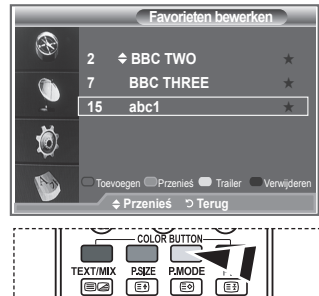 Favorieten bewerken
2 BBC TWO ★
7 BBC THREE ★
15 abc1 ★
Toevoegen Przenieś Trailer Verwijderen
Przenieś Terug
COLOR BUTTON
TEXT/MIX P.SIZE P.MODE